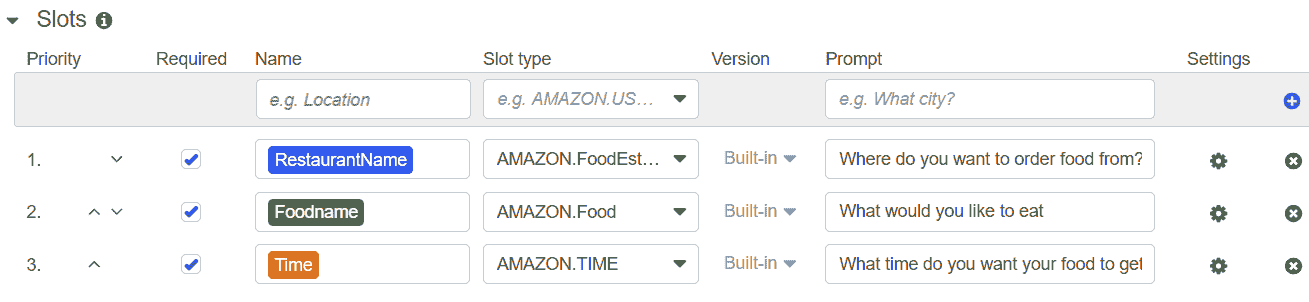 Slots
Priority Required Name Slot type Version Prompt Settings
e.g. Location e.g. AMAZON.US... e.g. What city?
1. RestaurantName AMAZON.FoodEst... Built-in Where do you want to order food from?
2. Foodname AMAZON.Food Built-in What would you like to eat
3. Time AMAZON.TIME Built-in What time do you want your food to get